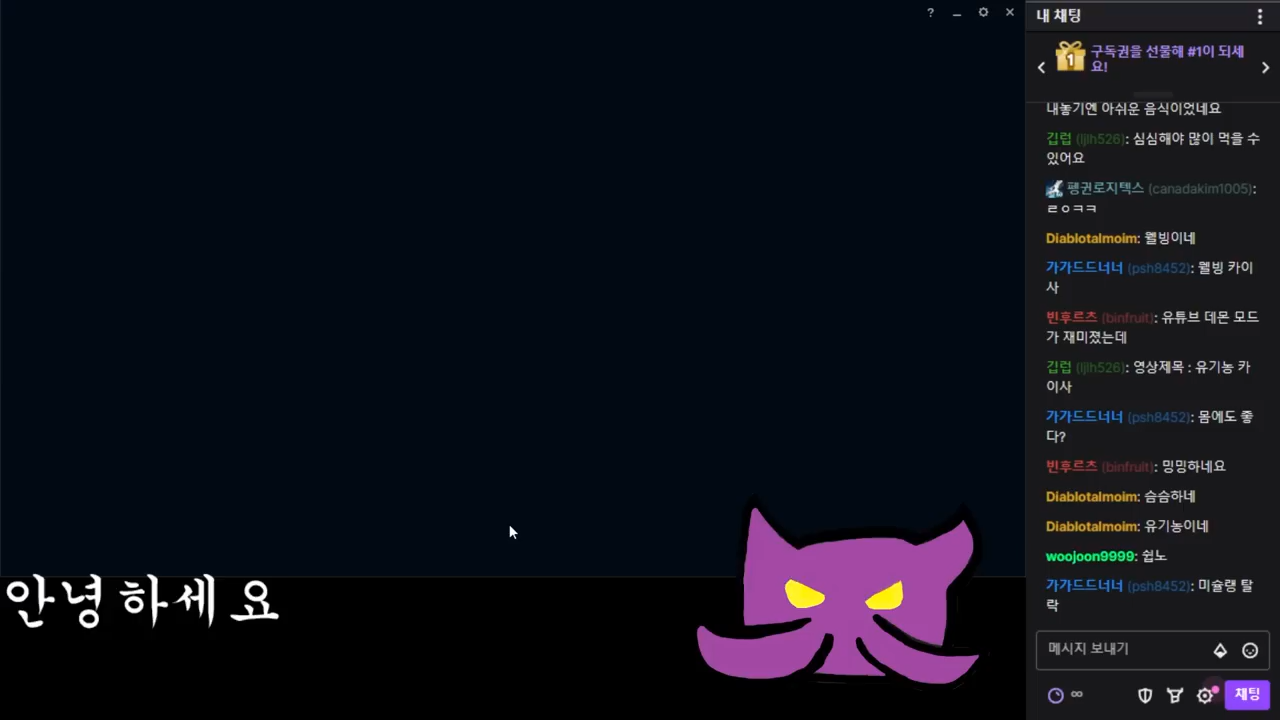 ?
내 채팅
1
구독권을 선물해 #1이 되세
요!
내놓기엔 아쉬운 음식이었네요
깁럽 (ljlh526): 심심해야 많이 먹을 수
있어요
팽귄로지텍스 (canadakim1005):
ㄹㅇㅋㅋ
Diablotalmoim: 웰빙이네
가가드드너너 (psh8452): 웰빙 카이
사
빈후르츠 (binfruit): 유튜브 데몬 모드
가 재미졌는데
깁럽 (ljlh526): 영상제목 : 유기농 카
이사
가가드드너너 (psh8452): 몸에도 좋
다?
빈후르츠 (binfruit): 밍밍하네요
Diablotalmoim: 슴슴하네
Diablotalmoim: 유기농이네
woojoon9999: 쉽노
가가드드너너 (psh8452): 미슐랭 탈
락
안녕하세요
메시지 보내기
채팅